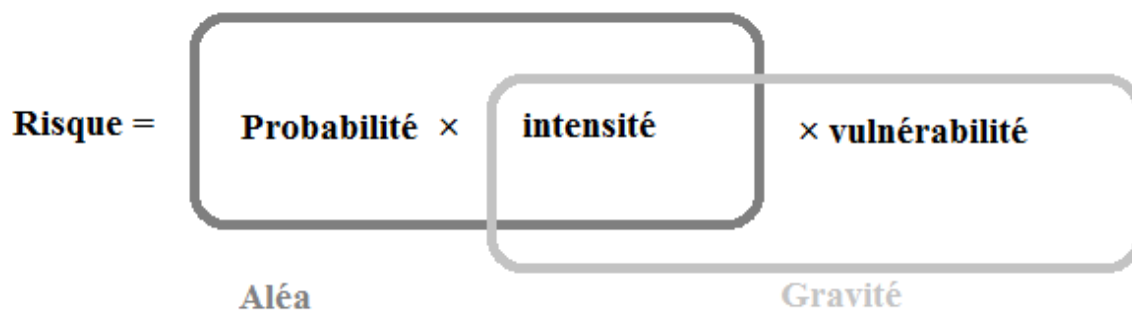 Risque = Probabilité × intensité × vulnérabilité
Aléa Gravité